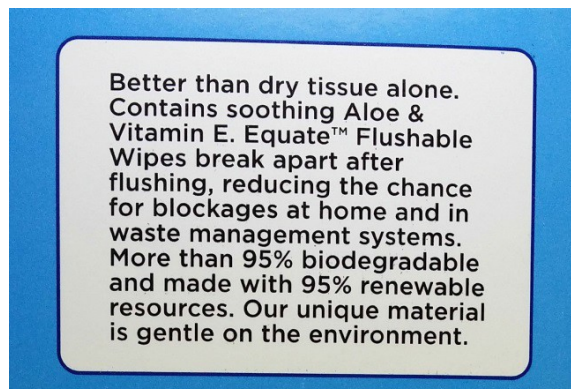 Better than dry tissue alone.
Contains soothing Aloe &
Vitamin E. Equate™ Flushable
Wipes break apart after
flushing, reducing the chance
for blockages at home and in
waste management systems.
More than 95% biodegradable
and made with 95% renewable
resources. Our unique material
is gentle on the environment.